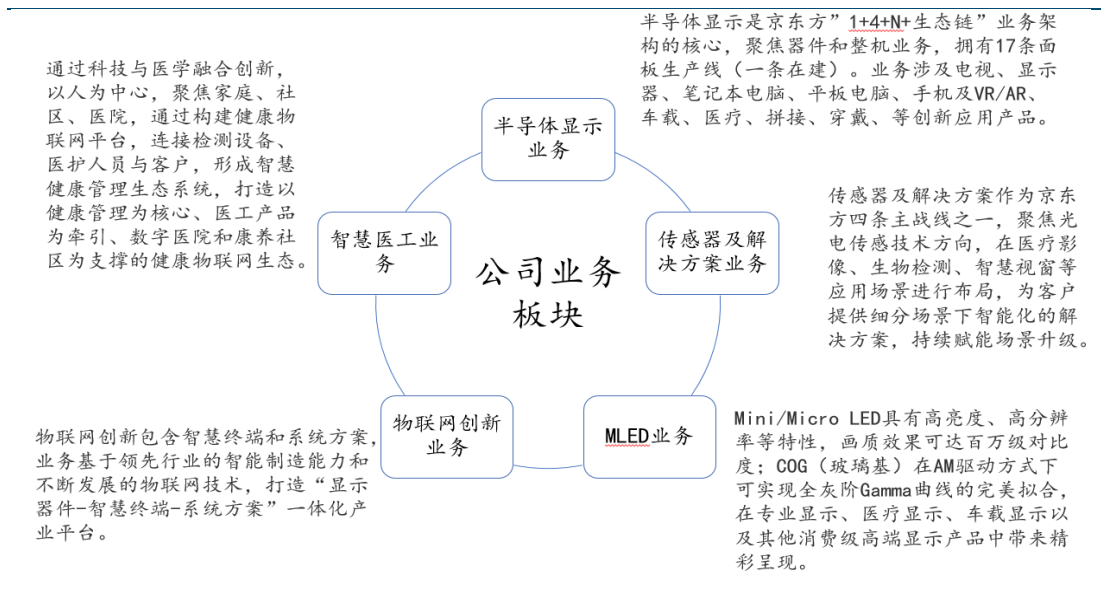 半导体显示是京东方”1+4+N+生态链”业务架
构的核心，聚焦器件和整机业务，拥有17条面
板生产线（一条在建）。业务涉及电视、显示
器、笔记本电脑、平板电脑、手机及VR/AR、
车载、医疗、拼接、穿戴、等创新应用产品。
通过科技与医学融合创新，
以人为中心，聚焦家庭、社
区、医院，通过构建健康物
联网平台，连接检测设备、
医护人员与客户，形成智慧
健康管理生态系统，打造以
健康管理为核心、医工产品
为牵引、数字医院和康养社
区为支撑的健康物联网生态。
半导体显示
业务
智慧医工业
务
传感器及解
决方案业务
公司业务
板块
传感器及解决方案作为京东
方四条主战线之一，聚焦光
电传感技术方向，在医疗影
像、生物检测、智慧视窗等
应用场景进行布局，为客户
提供细分场景下智能化的解
决方案，持续赋能场景升级。
物联网创新
业务
MLED业务
物联网创新包含智慧终端和系统方案，
业务基于领先行业的智能制造能力和
不断发展的物联网技术，打造“显示
器件-智慧终端-系统方案”一体化产
业平台。
Mini/Micro LED具有高亮度、高分辨
率等特性，画质效果可达百万级对比
度；COG（玻璃基）在AM驱动方式下
可实现全灰阶Gamma曲线的完美拟合，
在专业显示、医疗显示、车载显示以
及其他消费级高端显示产品中带来精
彩呈现。